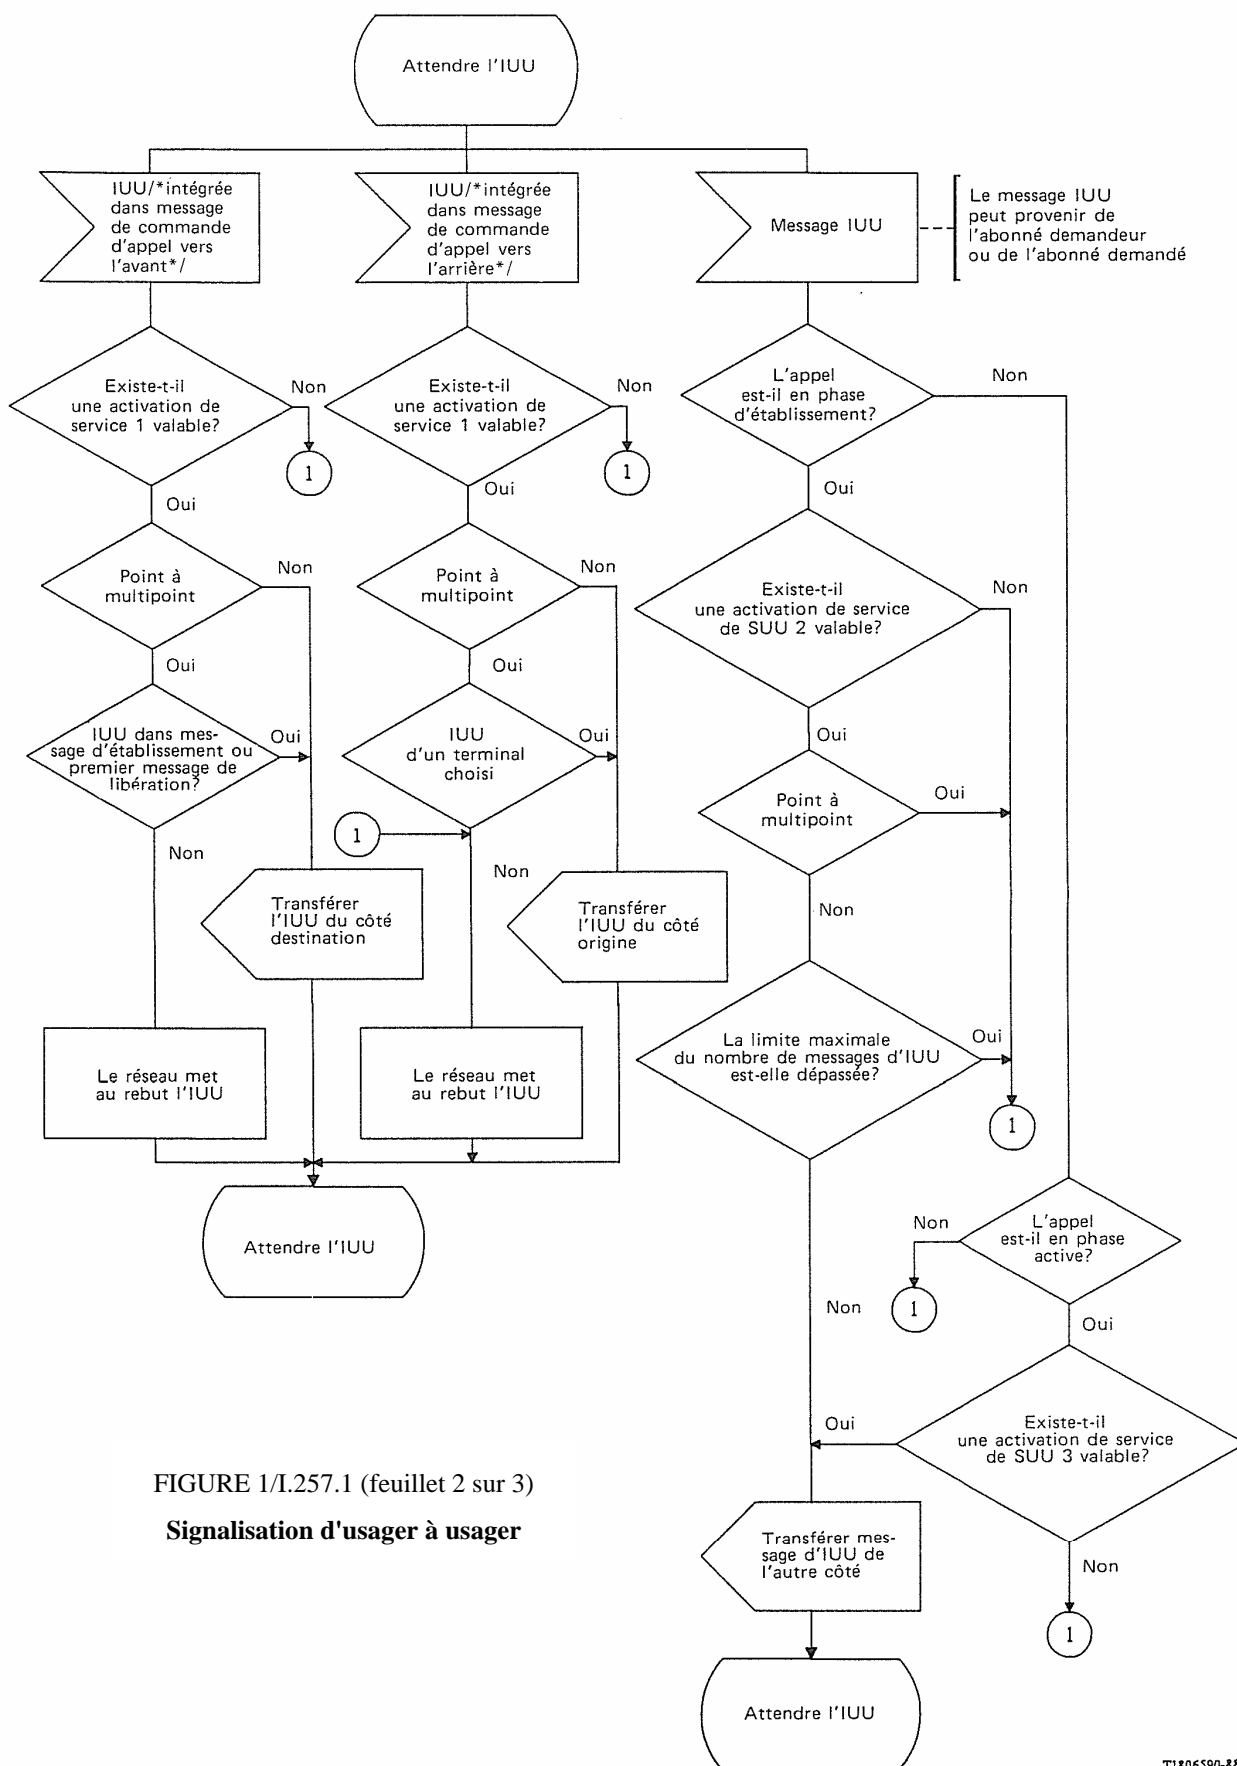 Attendre l'IUU
IUU/*intégrée
dans message
de commande
d'appel vers
l'avant*/
IUU/*intégrée
dans message
de commande
d'appel vers
l'arrière*/
Message IUU
Le message IUU
peut provenir de
l'abonné demandeur
ou de l'abonné demandé
Existe-t-il
une activation de
service 1 valable?
Non
1
Oui
Existe-t-il
une activation de
service 1 valable?
Non
1
Oui
L'appel
est-il en phase
d'établissement?
Non
Oui
Point à
multipoint
Non
Oui
Point à
multipoint
Non
Oui
Existe-t-il
une activation de service
de SUU 2 valable?
Non
Oui
IUU dans mes-
sage d'établissement ou
premier message de
libération?
Oui
Non
IUU
d'un terminal
choisi
Oui
1
Non
Point à
multipoint
Oui
Non
Transférer
l'IUU du côté
destination
Transférer
l'IUU du côté
origine
La limite maximale
du nombre de messages d'IUU
est-elle dépassée?
Oui
1
Non
Le réseau met
au rebut l'IUU
Le réseau met
au rebut l'IUU
Attendre l'IUU
L'appel
est-il en phase
active?
Non
1
Oui
Existe-t-il
une activation de service
de SUU 3 valable?
Oui
Non
1
Transférer mes-
sage d'IUU de
l'autre côté
Attendre l'IUU
FIGURE 1/I.257.1 (feuillet 2 sur 3)
Signalisation d'usager à usager
T1806590-88